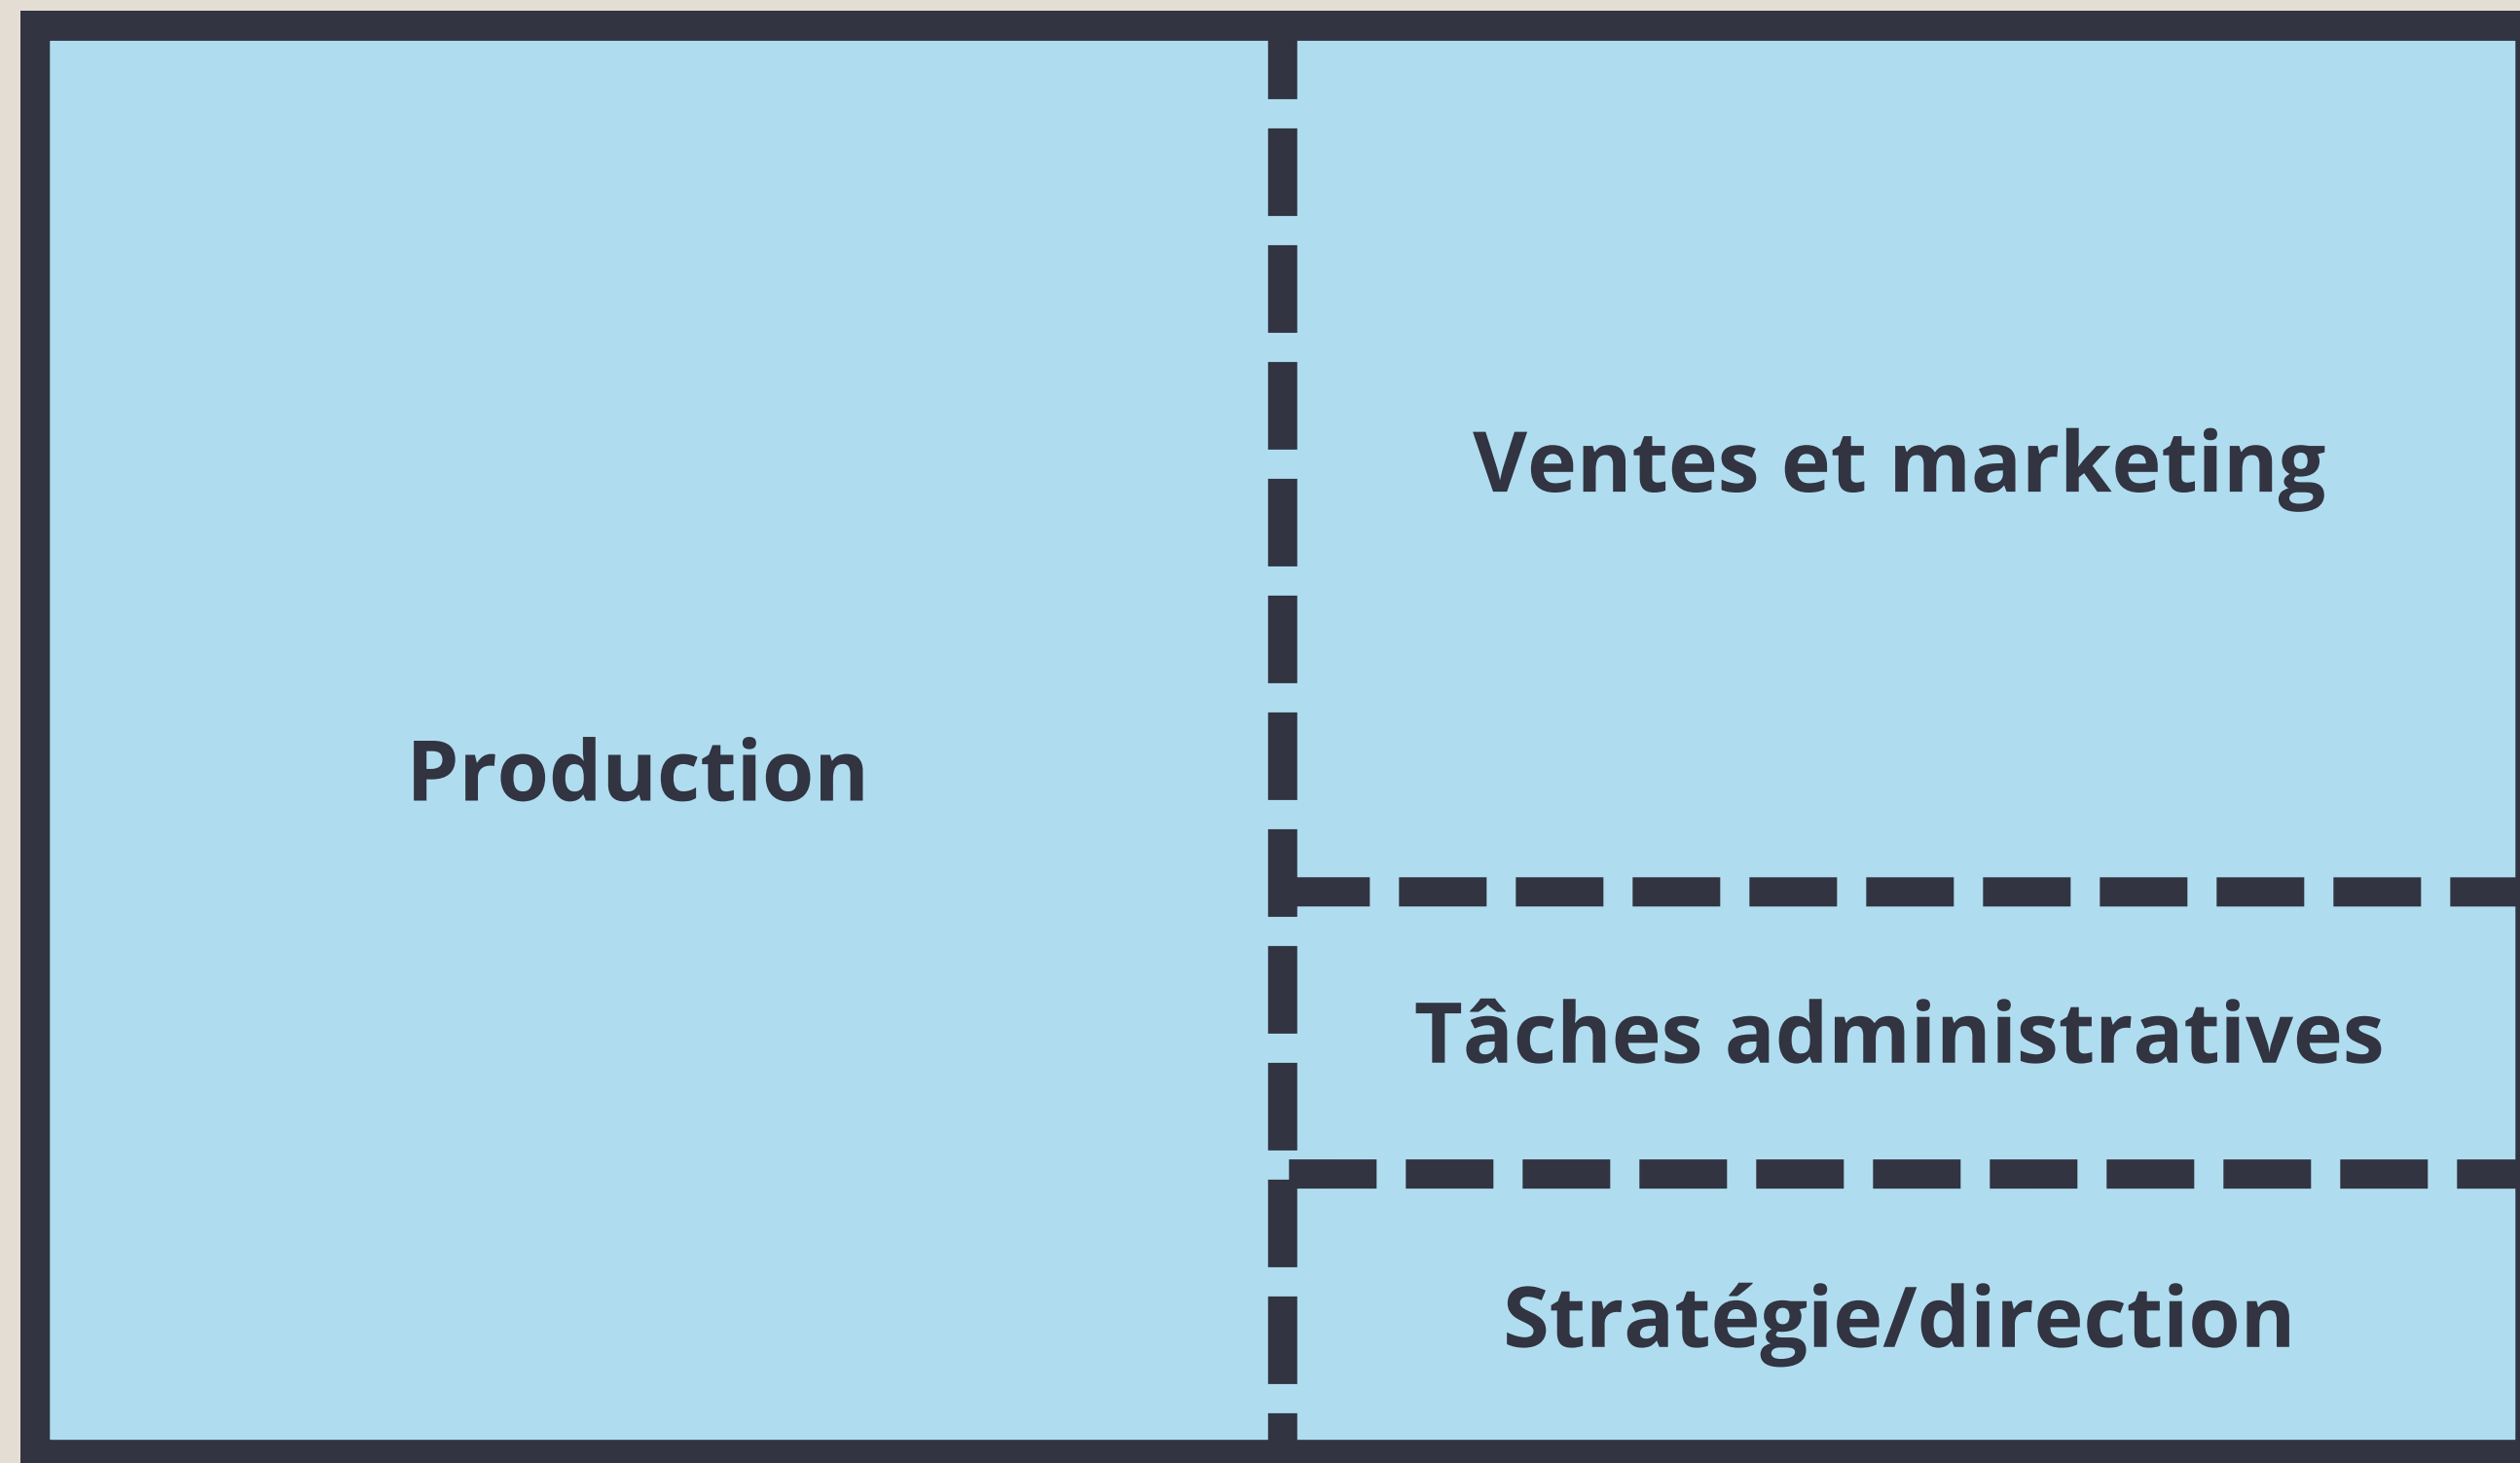 Production
Ventes et marketing
Tâches administratives
Stratégie/direction